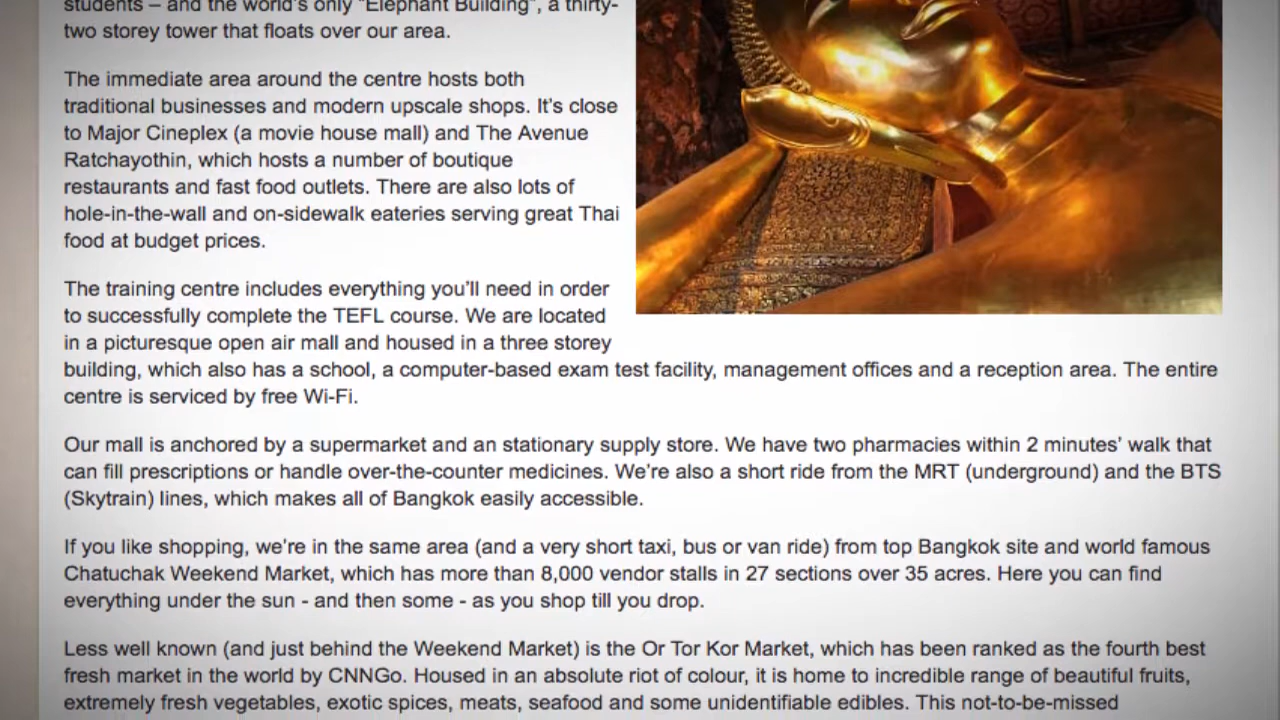 students – and the world's only "Elephant Building", a thirty-
two storey tower that floats over our area.
The immediate area around the centre hosts both
traditional businesses and modern upscale shops. It's close
to Major Cineplex (a movie house mall) and The Avenue
Ratchayothin, which hosts a number of boutique
restaurants and fast food outlets. There are also lots of
hole-in-the-wall and on-sidewalk eateries serving great Thai
food at budget prices.
The training centre includes everything you'll need in order
to successfully complete the TEFL course. We are located
in a picturesque open air mall and housed in a three storey
building, which also has a school, a computer-based exam test facility, management offices and a reception area. The entire
centre is serviced by free Wi-Fi.
Our mall is anchored by a supermarket and an stationary supply store. We have two pharmacies within 2 minutes' walk that
can fill prescriptions or handle over-the-counter medicines. We're also a short ride from the MRT (underground) and the BTS
(Skytrain) lines, which makes all of Bangkok easily accessible.
If you like shopping, we're in the same area (and a very short taxi, bus or van ride) from top Bangkok site and world famous
Chatuchak Weekend Market, which has more than 8,000 vendor stalls in 27 sections over 35 acres. Here you can find
everything under the sun - and then some - as you shop till you drop.
Less well known (and just behind the Weekend Market) is the Or Tor Kor Market, which has been ranked as the fourth best
fresh market in the world by CNNGo. Housed in an absolute riot of colour, it is home to incredible range of beautiful fruits,
extremely fresh vegetables, exotic spices, meats, seafood and some unidentifiable edibles. This not-to-be-missed